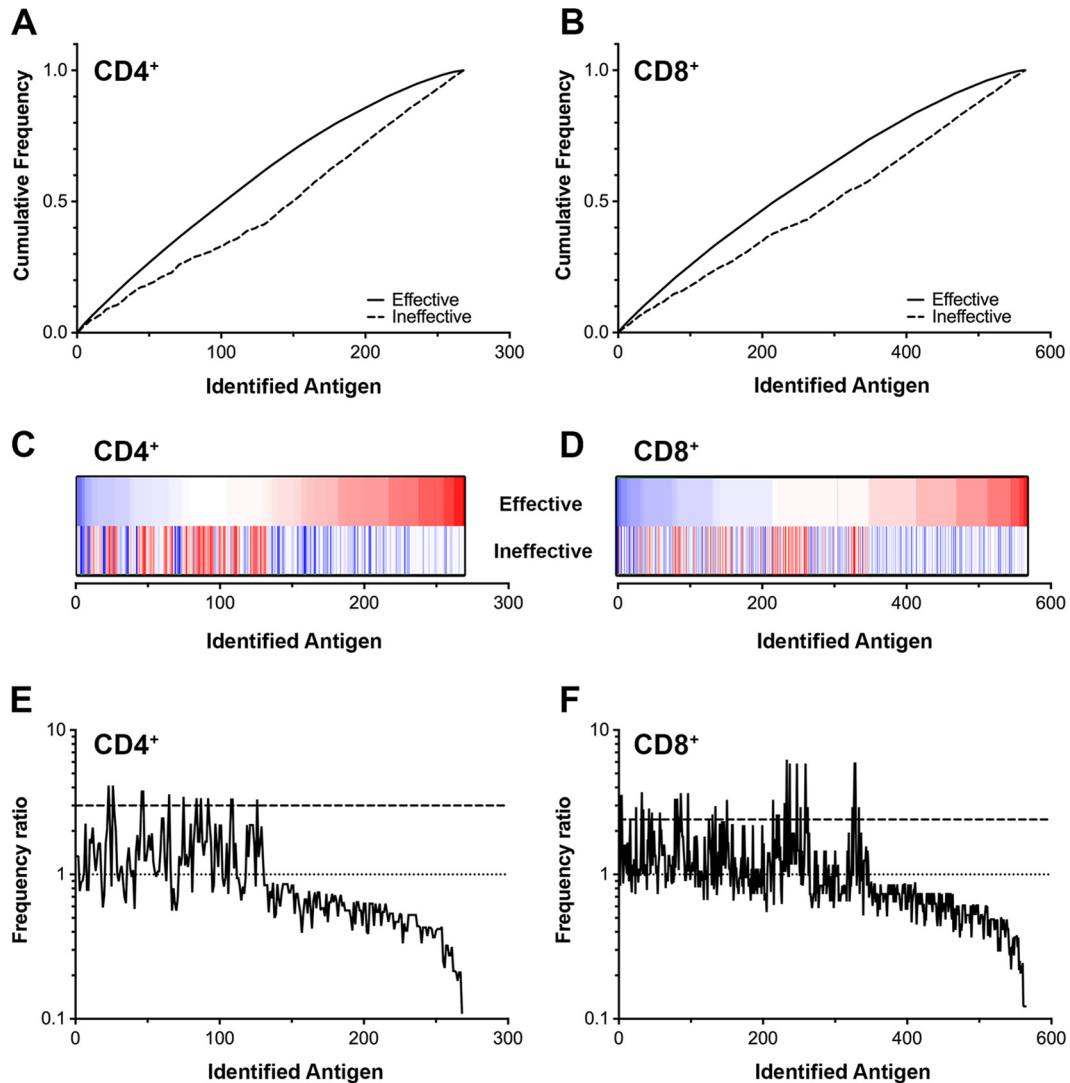 A
CD4⁺
1.0
0.5
0.0
Cumulative Frequency
Effective
Ineffective
0 100 200 300
Identified Antigen
B
CD8⁺
1.0
0.5
0.0
Cumulative Frequency
Effective
Ineffective
0 200 400 600
Identified Antigen
C
CD4⁺
0 100 200 300
Identified Antigen
Effective
Ineffective
D
CD8⁺
0 200 400 600
Identified Antigen
E
CD4⁺
10
1
0.1
Frequency ratio
0 100 200 300
Identified Antigen
F
CD8⁺
10
1
0.1
Frequency ratio
0 200 400 600
Identified Antigen